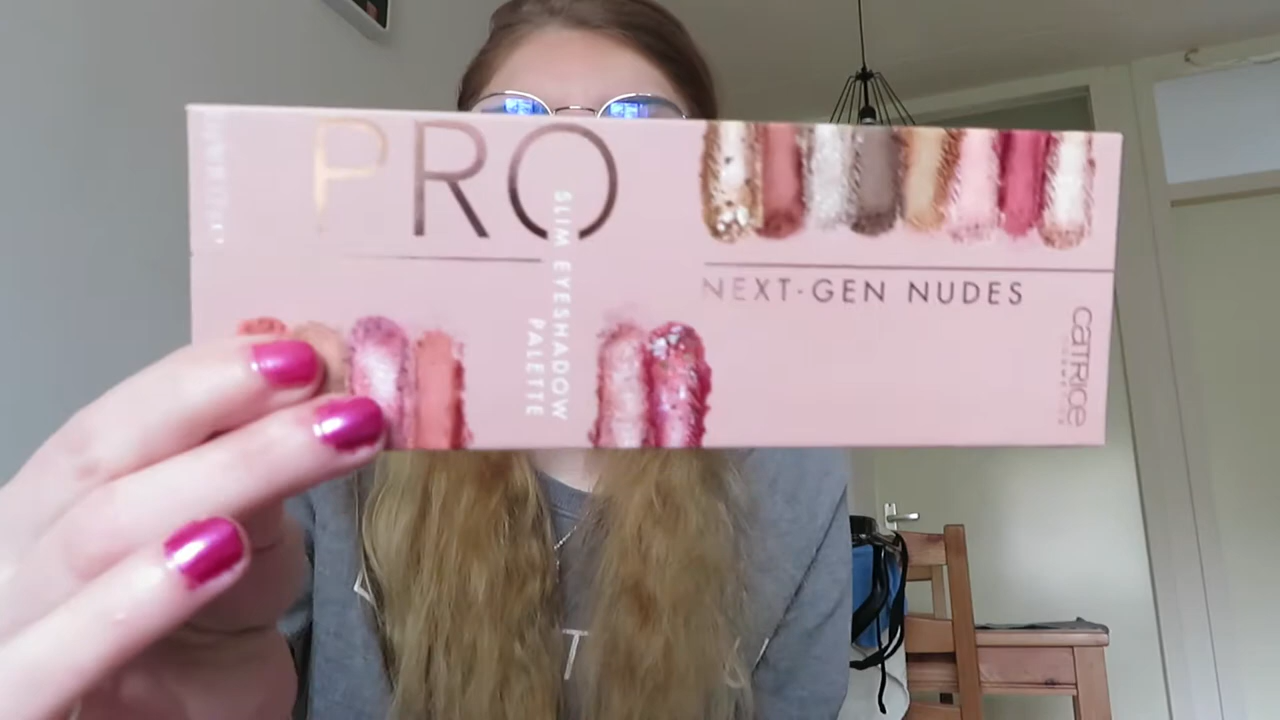 PRO
SLIM EYESHADOW
PALETTE
NEXT-GEN NUDES
CATRICE